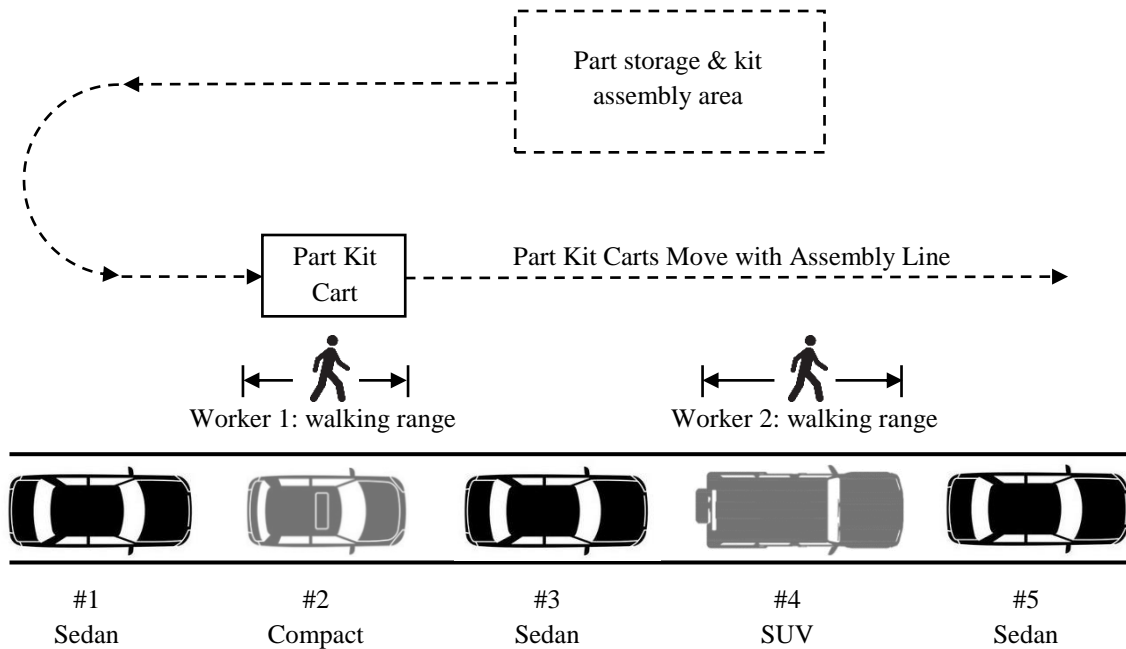 Part storage & kit
assembly area
Part Kit
Cart
Part Kit Carts Move with Assembly Line
Worker 1: walking range
Worker 2: walking range
#1
Sedan
#2
Compact
#3
Sedan
#4
SUV
#5
Sedan